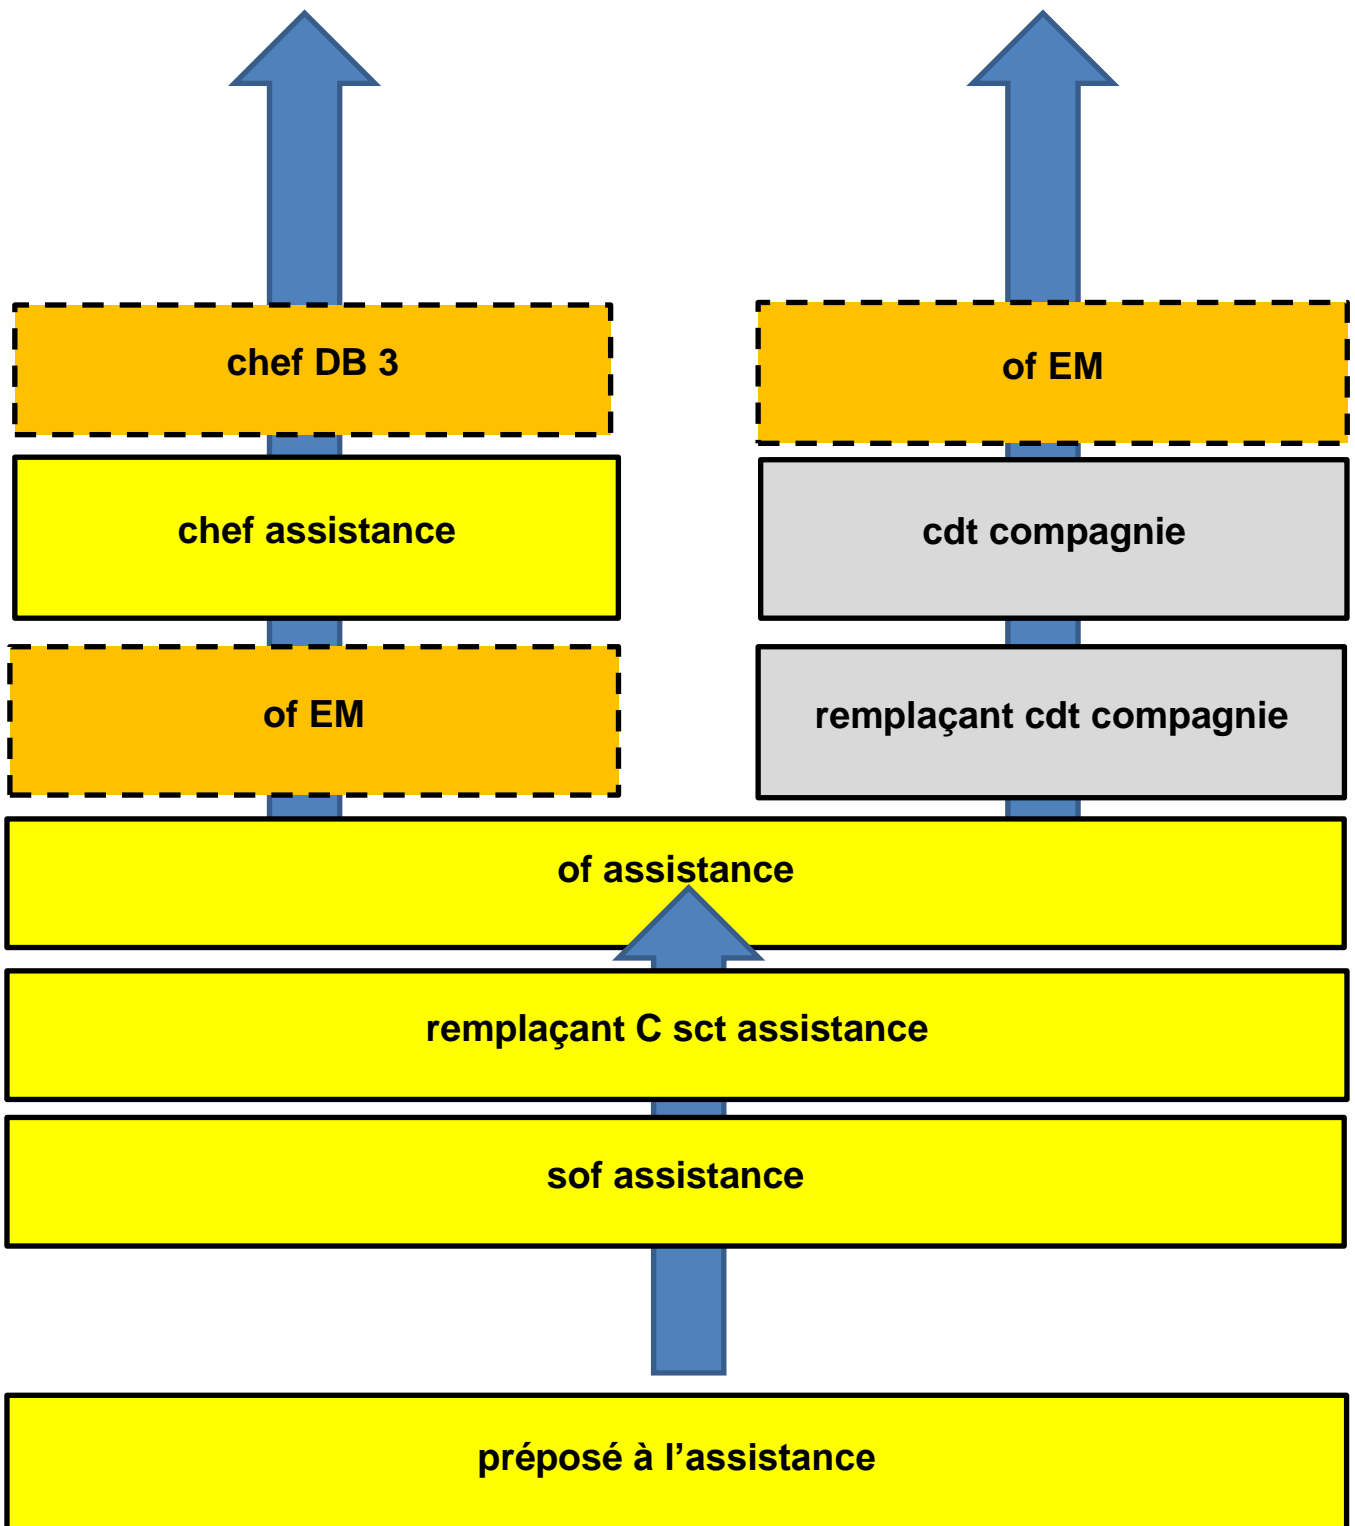 chef DB 3
of EM
chef assistance
cdt compagnie
of EM
remplaçant cdt compagnie
of assistance
remplaçant C sct assistance
sof assistance
préposé à l’assistance